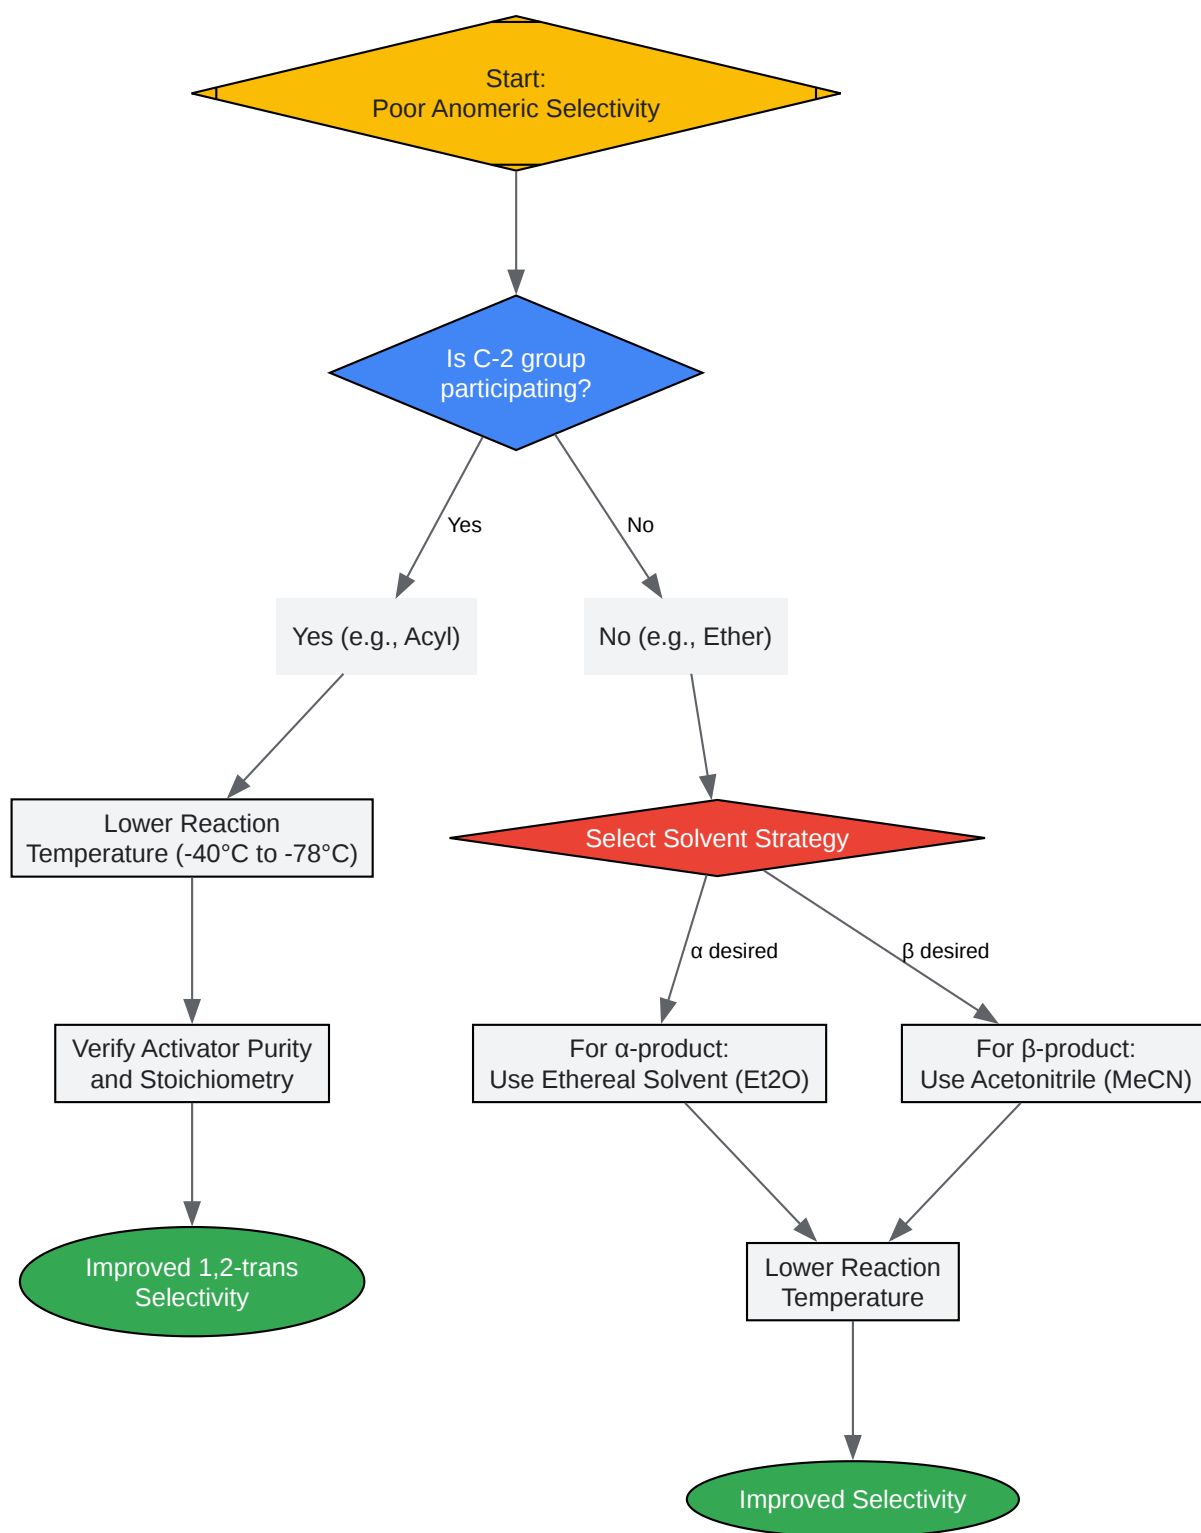 Start:
Poor Anomeric Selectivity
Is C-2 group
participating?
Yes
No
Yes (e.g., Acyl)
No (e.g., Ether)
Lower Reaction
Temperature (-40°C to -78°C)
Select Solvent Strategy
α desired
β desired
Verify Activator Purity
and Stoichiometry
For α-product:
Use Ethereal Solvent (Et2O)
For β-product:
Use Acetonitrile (MeCN)
Improved 1,2-trans
Selectivity
Lower Reaction
Temperature
Improved Selectivity